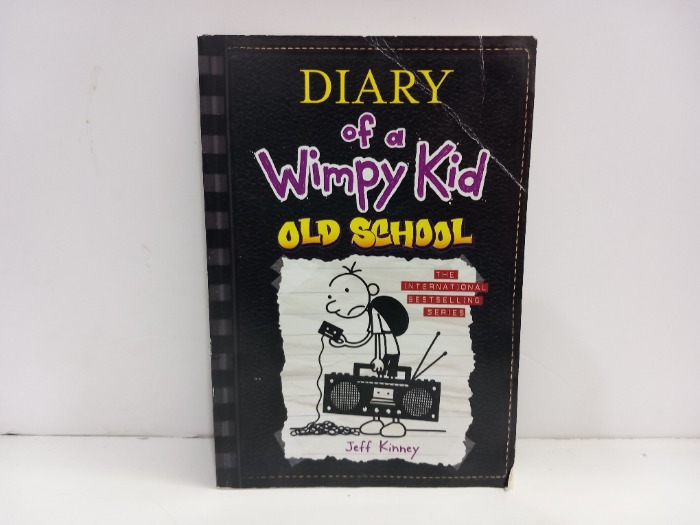 DIARY
of a
Wimpy Kid
OLD SCHOOL
THE
INTERNATIONAL
BESTSELLING
SERIES
Jeff Kinney